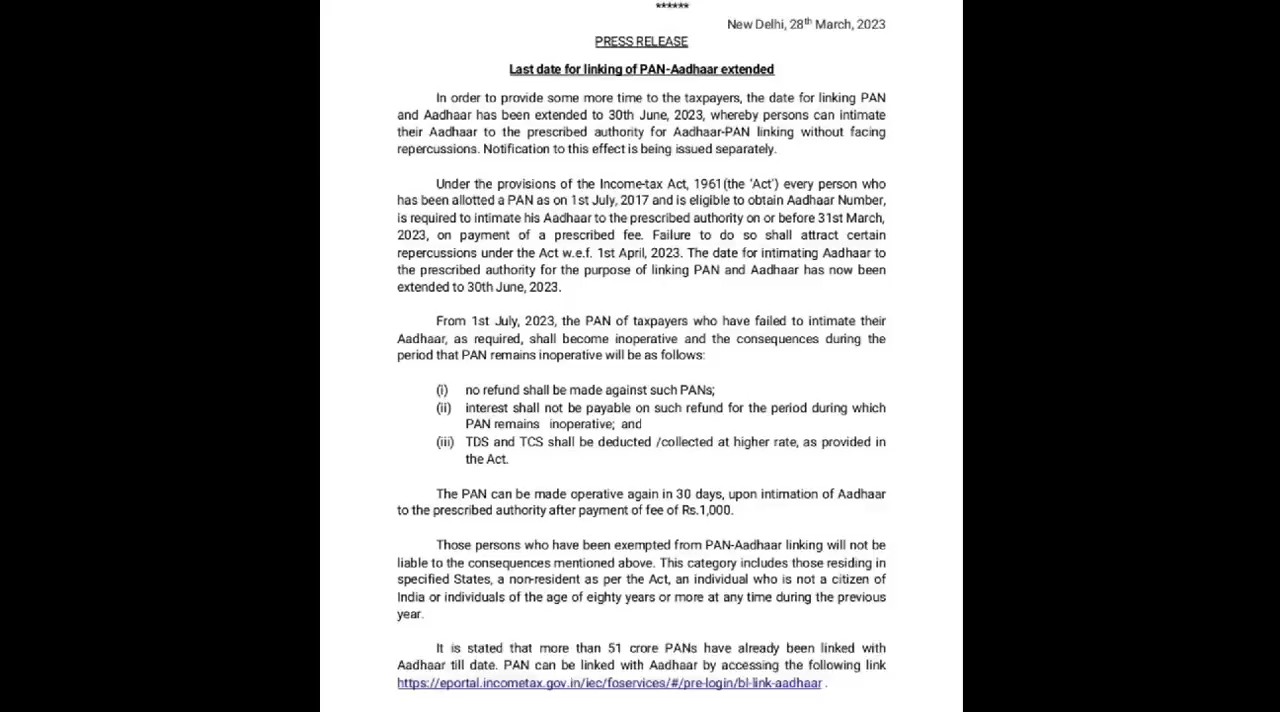 ******
New Delhi, 28th March, 2023
PRESS RELEASE
Last date for linking of PAN-Aadhaar extended
In order to provide some more time to the taxpayers, the date for linking PAN
and Aadhaar has been extended to 30th June, 2023, whereby persons can intimate
their Aadhaar to the prescribed authority for Aadhaar-PAN linking without facing
repercussions. Notification to this effect is being issued separately.
Under the provisions of the Income-tax Act, 1961(the 'Act') every person who
has been allotted a PAN as on 1st July, 2017 and is eligible to obtain Aadhaar Number,
is required to intimate his Aadhaar to the prescribed authority on or before 31st March,
2023, on payment of a prescribed fee. Failure to do so shall attract certain
repercussions under the Act w.e.f. 1st April, 2023. The date for intimating Aadhaar to
the prescribed authority for the purpose of linking PAN and Aadhaar has now been
extended to 30th June, 2023.
From 1st July, 2023, the PAN of taxpayers who have failed to intimate their
Aadhaar, as required, shall become inoperative and the consequences during the
period that PAN remains inoperative will be as follows:
(i) no refund shall be made against such PANs;
(ii) interest shall not be payable on such refund for the period during which
PAN remains inoperative; and
(iii) TDS and TCS shall be deducted /collected at higher rate, as provided in
the Act.
The PAN can be made operative again in 30 days, upon intimation of Aadhaar
to the prescribed authority after payment of fee of Rs.1,000.
Those persons who have been exempted from PAN-Aadhaar linking will not be
liable to the consequences mentioned above. This category includes those residing in
specified States, a non-resident as per the Act, an individual who is not a citizen of
India or individuals of the age of eighty years or more at any time during the previous
year.
It is stated that more than 51 crore PANs have already been linked with
Aadhaar till date. PAN can be linked with Aadhaar by accessing the following link
https://eportal.incometax.gov.in/iec/foservices/#/pre-login/bl-link-aadhaar .